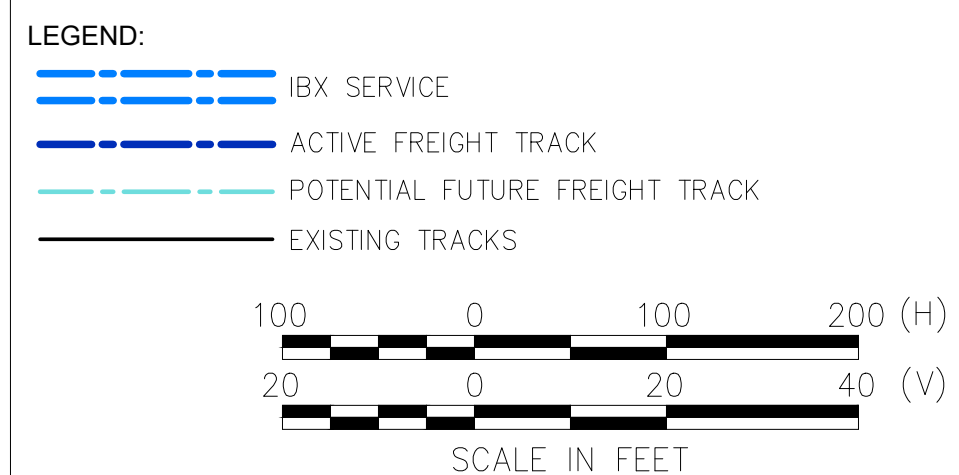 LEGEND:
IBX SERVICE
ACTIVE FREIGHT TRACK
POTENTIAL FUTURE FREIGHT TRACK
EXISTING TRACKS
100 0 100 200 (H)
20 0 20 40 (V)
SCALE IN FEET